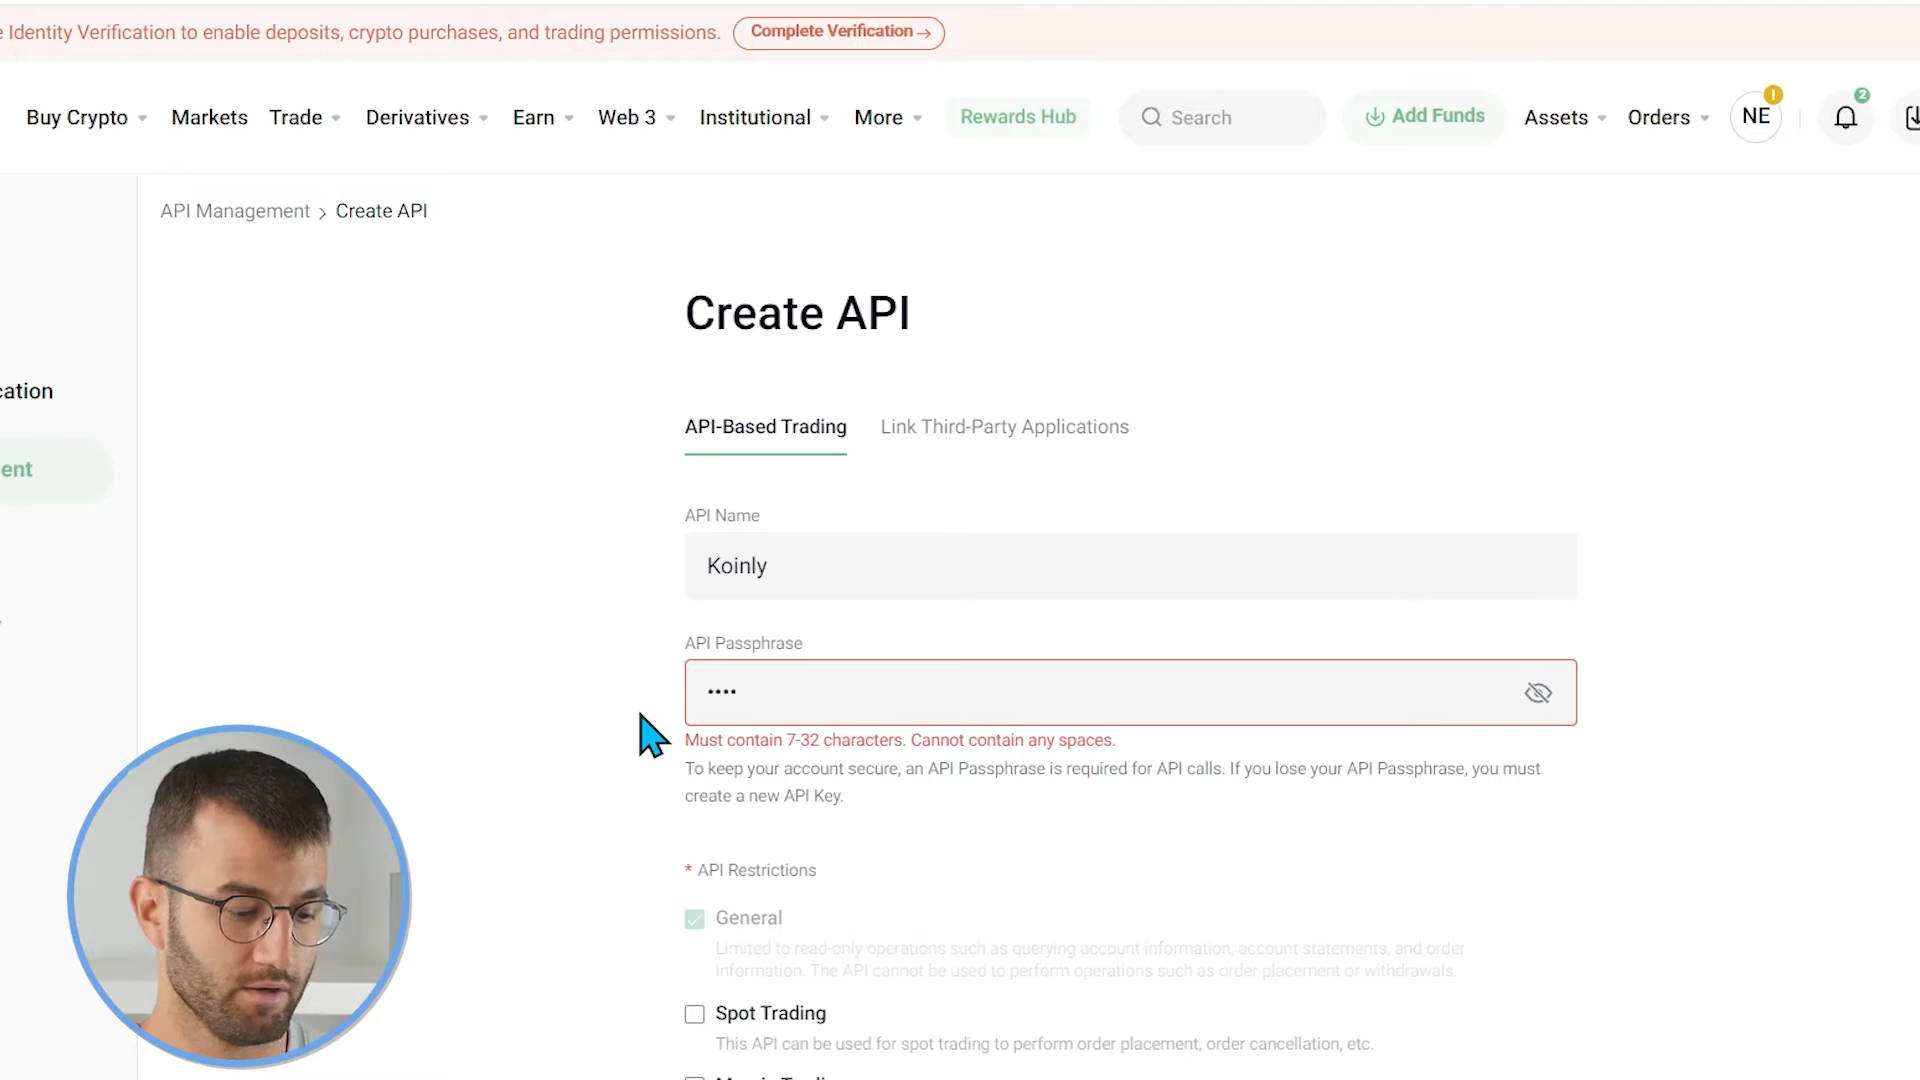 Identity Verification to enable deposits, crypto purchases, and trading permissions. Complete Verification →
Buy Crypto Markets Trade Derivatives Earn Web 3 Institutional More Rewards Hub Search Add Funds Assets Orders NE ! 2
API Management > Create API
Create API
cation
API-Based Trading Link Third-Party Applications
ent
API Name
Koinly
API Passphrase
••••
Must contain 7-32 characters. Cannot contain any spaces.
To keep your account secure, an API Passphrase is required for API calls. If you lose your API Passphrase, you must
create a new API Key.
* API Restrictions
General
Limited to read-only operations such as querying account information, account statements, and order
information. The API cannot be used to perform operations such as order placement or withdrawals.
Spot Trading
This API can be used for spot trading to perform order placement, order cancellation, etc.